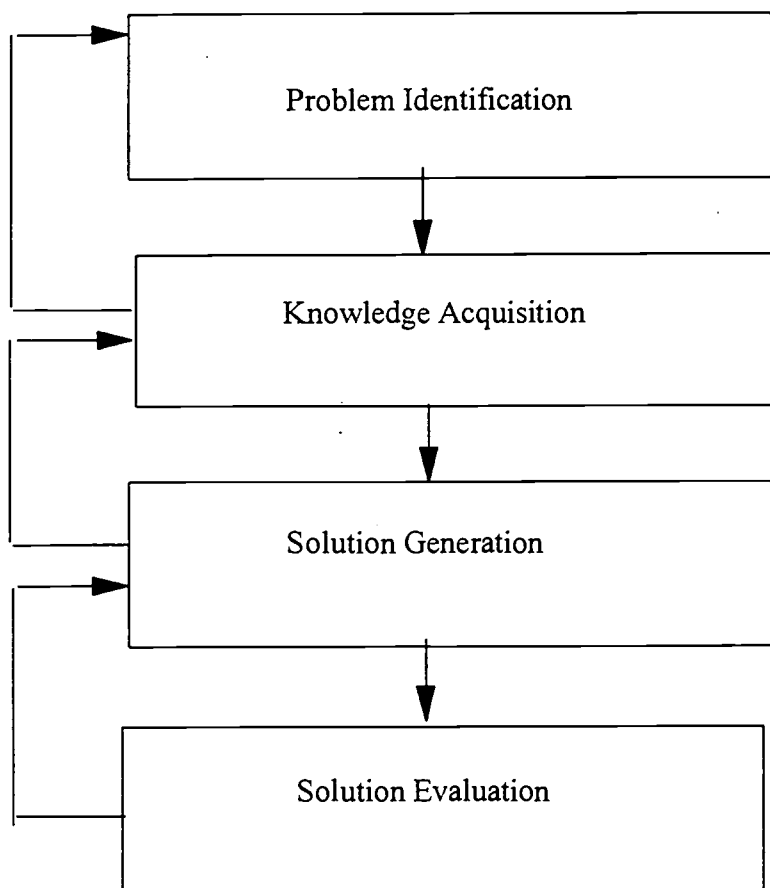 Problem Identification
Knowledge Acquisition
Solution Generation
Solution Evaluation